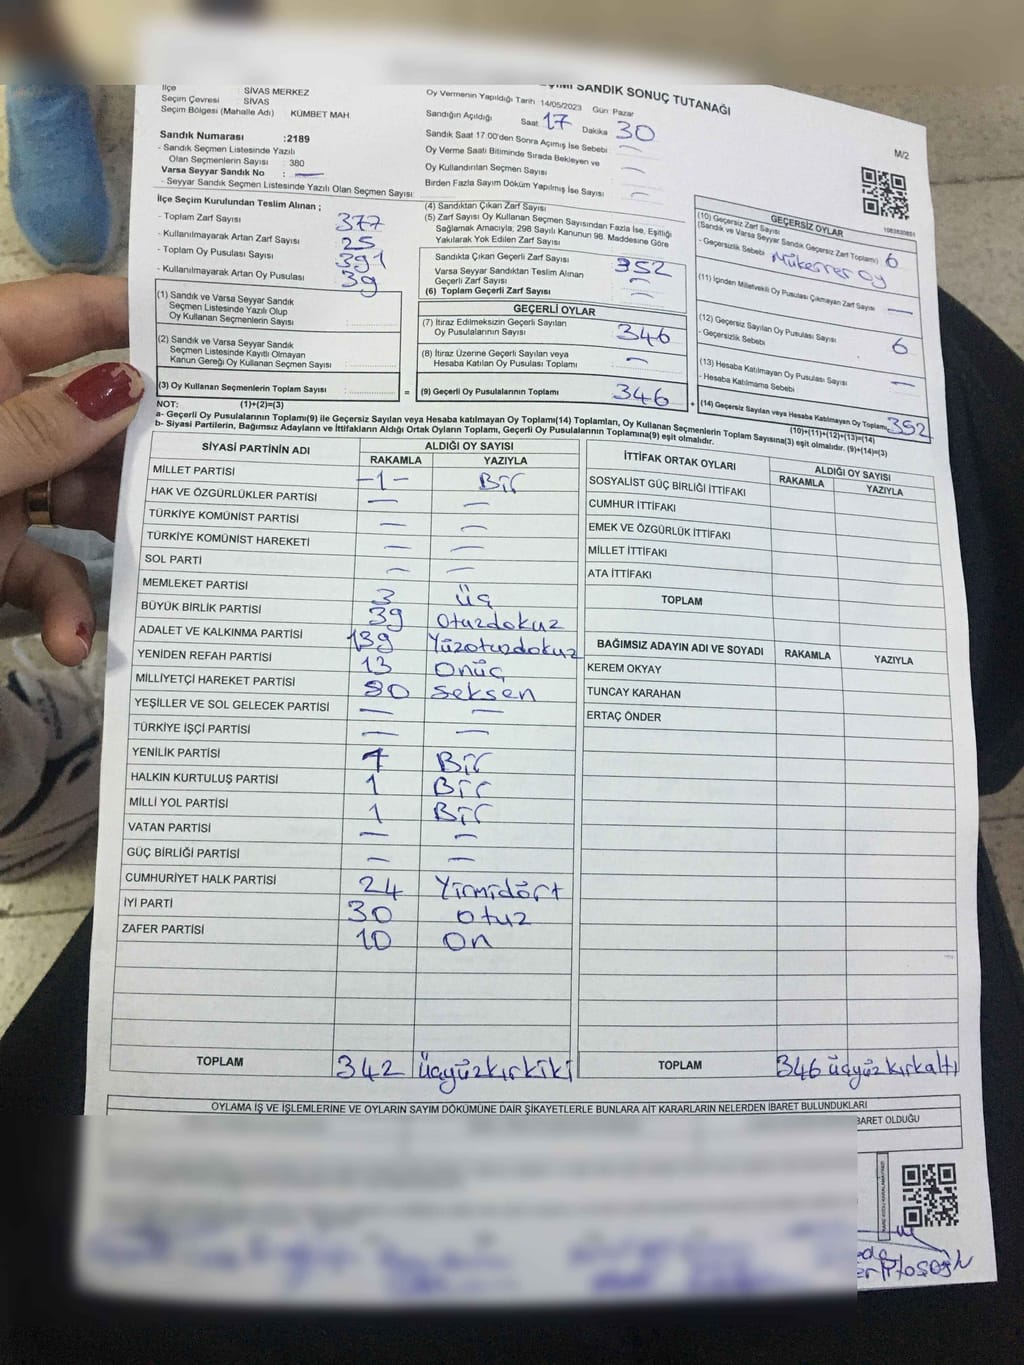 SANDIK SONUÇ TUTANAĞI
İlçe : SİVAS MERKEZ
Seçim Çevresi : SİVAS
Seçim Bölgesi (Mahalle Adı) : KÜMBET MAH
Sandık Numarası :2189
- Sandık Seçmen Listesinde Yazılı
Olan Seçmenlerin Sayısı : 380
Varsa Seyyar Sandık No : —
- Seyyar Sandık Seçmen Listesinde Yazılı Olan Seçmen Sayısı:
Oy Vermenin Yapıldığı Tarih 14/05/2023 Gün Pazar
Sandığın Açıldığı Saat 17 Dakika 30
Sandık Saat 17:00'den Sonra Açımış İse Sebebi —
Oy Verme Saati Bitiminde Sırada Bekleyen ve
Oy Kullandırılan Seçmen Sayısı —
Birden Fazla Sayım Döküm Yapılmış İse Sayısı —
M/2
İlçe Seçim Kurulundan Teslim Alınan ;
- Toplam Zarf Sayısı 377
- Kullanılmayarak Artan Zarf Sayısı 25
- Toplam Oy Pusulası Sayısı 391
- Kullanılmayarak Artan Oy Pusulası 39
(1) Sandık ve Varsa Seyyar Sandık
Seçmen Listesinde Yazılı Olup
Oy Kullanan Seçmenlerin Sayısı :
(2) Sandık ve Varsa Seyyar Sandık
Seçmen Listesinde Kayıtlı Olmayan
Kanun Gereği Oy Kullanan Seçmen Sayısı :
(3) Oy Kullanan Seçmenlerin Toplam Sayısı : =
(4) Sandıktan Çıkan Zarf Sayısı
(5) Zarf Sayısı Oy Kullanan Seçmen Sayısından Fazla İse, Eşitliği
Sağlamak Amacıyla; 298 Sayılı Kanunun 98. Maddesine Göre
Yakılarak Yok Edilen Zarf Sayısı
Sandıkta Çıkan Geçerli Zarf Sayısı 352
Varsa Seyyar Sandıktan Teslim Alınan
Geçerli Zarf Sayısı —
(6) Toplam Geçerli Zarf Sayısı —
GEÇERLİ OYLAR
(7) İtiraz Edilmeksizin Geçerli Sayılan
Oy Pusulalarının Sayısı 346
(8) İtiraz Üzerine Geçerli Sayılan veya
Hesaba Katılan Oy Pusulası Toplamı —
(9) Geçerli Oy Pusulalarının Toplamı 346 +
GEÇERSİZ OYLAR
(10) Geçersiz Zarf Sayısı
(Sandık ve Varsa Seyyar Sandık Geçersiz Zarf Toplamı) 6
- Geçersizlik Sebebi Mükerrer oy
(11) İçinden Milletvekili Oy Pusulası Çıkmayan Zarf Sayısı —
(12) Geçersiz Sayılan Oy Pusulası Sayısı 6
- Geçersizlik Sebebi
(13) Hesaba Katılmayan Oy Pusulası Sayısı —
- Hesaba Katılmama Sebebi
(14) Geçersiz Sayılan veya Hesaba Katılmayan Oy Toplamı 352
NOT: (1)+(2)=(3) (10)+(11)+(12)+(13)=(14)
a- Geçerli Oy Pusulalarının Toplamı(9) ile Geçersiz Sayılan veya Hesaba katılmayan Oy Toplamı(14) Toplamları, Oy Kullanan Seçmenlerin Toplam Sayısına(3) eşit olmalıdır. (9)+(14)=(3)
b- Siyasi Partilerin, Bağımsız Adayların ve İttifakların Aldığı Ortak Oyların Toplamı, Geçerli Oy Pusulalarının Toplamına(9) eşit olmalıdır.
SİYASİ PARTİNİN ADI ALDIĞI OY SAYISI
RAKAMLA YAZIYLA
MİLLET PARTİSİ -1- Bir
HAK VE ÖZGÜRLÜKLER PARTİSİ — —
TÜRKİYE KOMÜNİST PARTİSİ — —
TÜRKİYE KOMÜNİST HAREKETİ — —
SOL PARTİ — —
MEMLEKET PARTİSİ 3 üç
BÜYÜK BİRLİK PARTİSİ 39 otuzdokuz
ADALET VE KALKINMA PARTİSİ 139 Yüzotuzdokuz
YENİDEN REFAH PARTİSİ 13 onüç
MİLLİYETÇİ HAREKET PARTİSİ 80 seksen
YEŞİLLER VE SOL GELECEK PARTİSİ — —
TÜRKİYE İŞÇİ PARTİSİ — —
YENİLİK PARTİSİ 1 Bir
HALKIN KURTULUŞ PARTİSİ 1 Bir
MİLLİ YOL PARTİSİ 1 Bir
VATAN PARTİSİ — —
GÜÇ BİRLİĞİ PARTİSİ — —
CUMHURİYET HALK PARTİSİ 24 Yirmidört
İYİ PARTİ 30 otuz
ZAFER PARTİSİ 10 on
TOPLAM 342 üçyüzkırkiki
İTTİFAK ORTAK OYLARI ALDIĞI OY SAYISI
RAKAMLA YAZIYLA
SOSYALİST GÜÇ BİRLİĞİ İTTİFAKI
CUMHUR İTTİFAKI
EMEK VE ÖZGÜRLÜK İTTİFAKI
MİLLET İTTİFAKI
ATA İTTİFAKI
TOPLAM
BAĞIMSIZ ADAYIN ADI VE SOYADI RAKAMLA YAZIYLA
KEREM OKYAY
TUNCAY KARAHAN
ERTAÇ ÖNDER
TOPLAM 346 üçyüzkırkaltı
OYLAMA İŞ VE İŞLEMLERİNE VE OYLARIN SAYIM DÖKÜMÜNE DAİR ŞİKAYETLERLE BUNLARA AİT KARARLARIN NELERDEN İBARET BULUNDUKLARI
BARET OLDUĞU